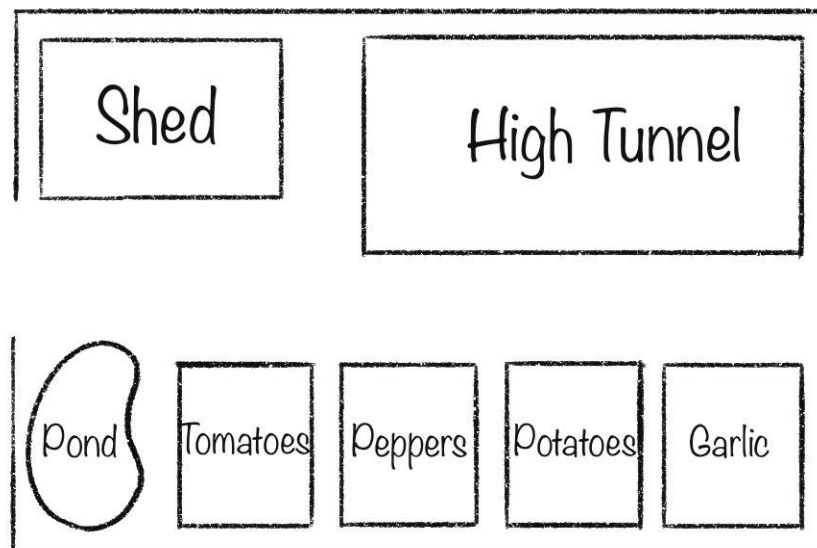 Shed
High Tunnel
Pond
Tomatoes
Peppers
Potatoes
Garlic